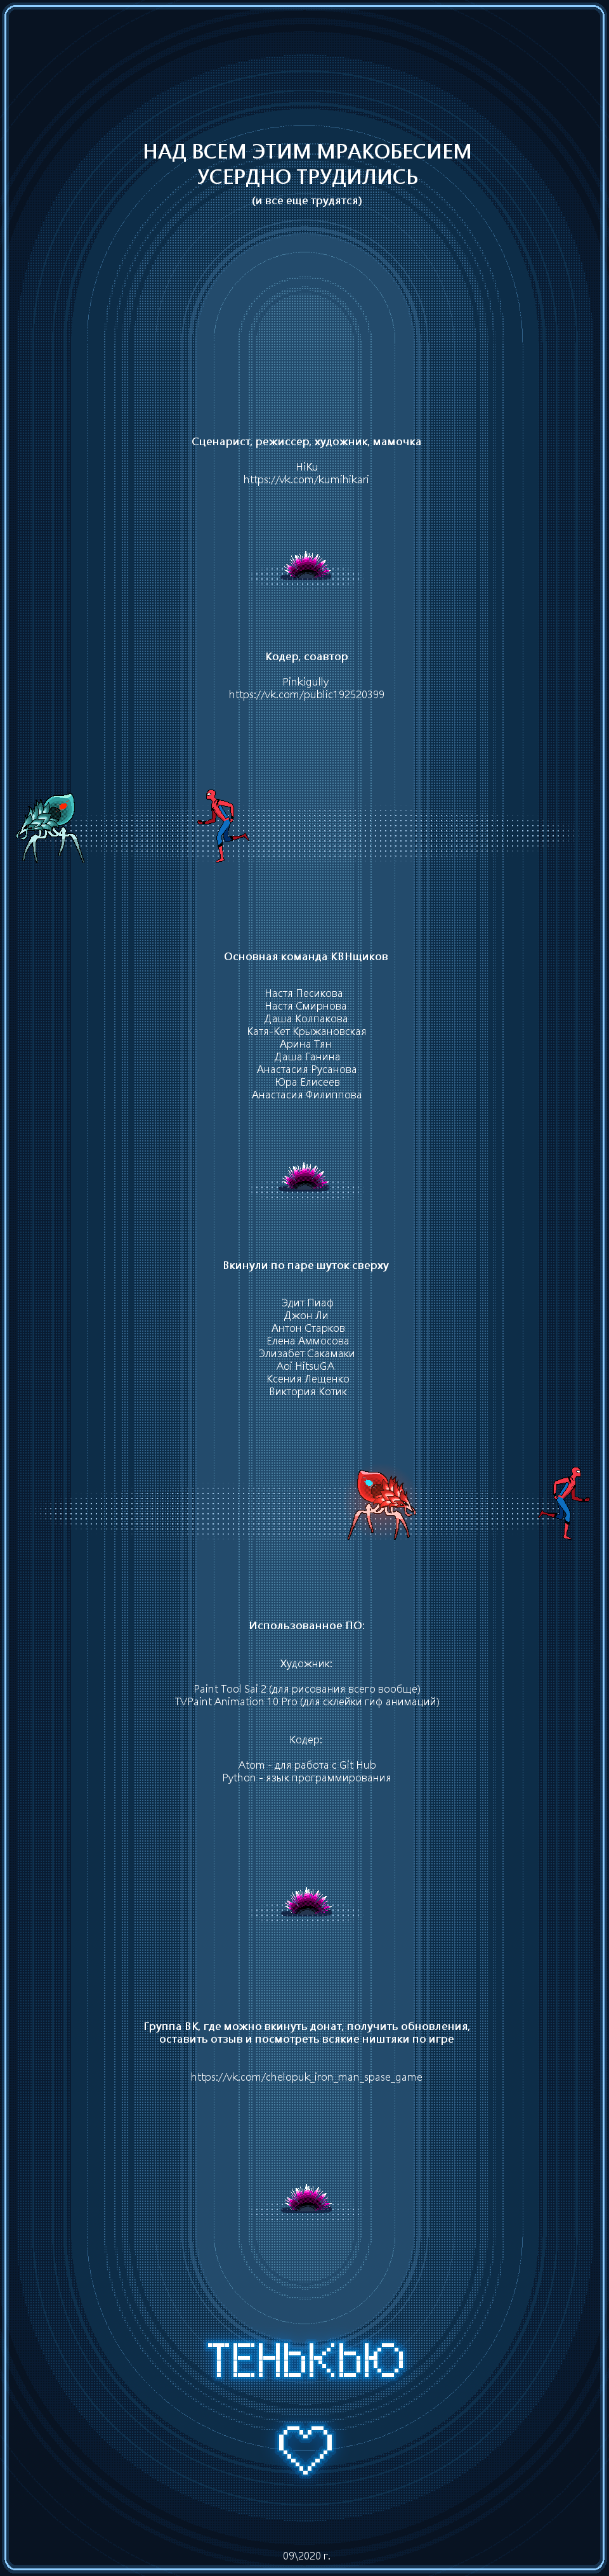 НАД ВСЕМ ЭТИМ МРАКОБЕСИЕМ
УСЕРДНО ТРУДИЛИСЬ
(и все еще трудятся)
Сценарист, режиссер, художник, мамочка
HiKu
https://vk.com/kumihikari
Кодер, соавтор
Pinkigully
https://vk.com/public192520399
Основная команда КВНщиков
Настя Песикова
Настя Смирнова
Даша Колпакова
Катя-Кет Крыжановская
Арина Тян
Даша Ганина
Анастасия Русанова
Юра Елисеев
Анастасия Филиппова
Вкинули по паре шуток сверху
Эдит Пиаф
Джон Ли
Антон Старков
Елена Аммосова
Элизабет Сакамаки
Aoi HitsuGA
Ксения Лещенко
Виктория Котик
Использованное ПО:
Художник:
Paint Tool Sai 2 (для рисования всего вообще)
TVPaint Animation 10 Pro (для склейки гиф анимаций)
Кодер:
Atom - для работа с Git Hub
Python - язык программирования
Группа ВК, где можно вкинуть донат, получить обновления,
оставить отзыв и посмотреть всякие ништяки по игре
https://vk.com/chelopuk_iron_man_spase_game
ТЕНЬКЬЮ
09\2020 г.